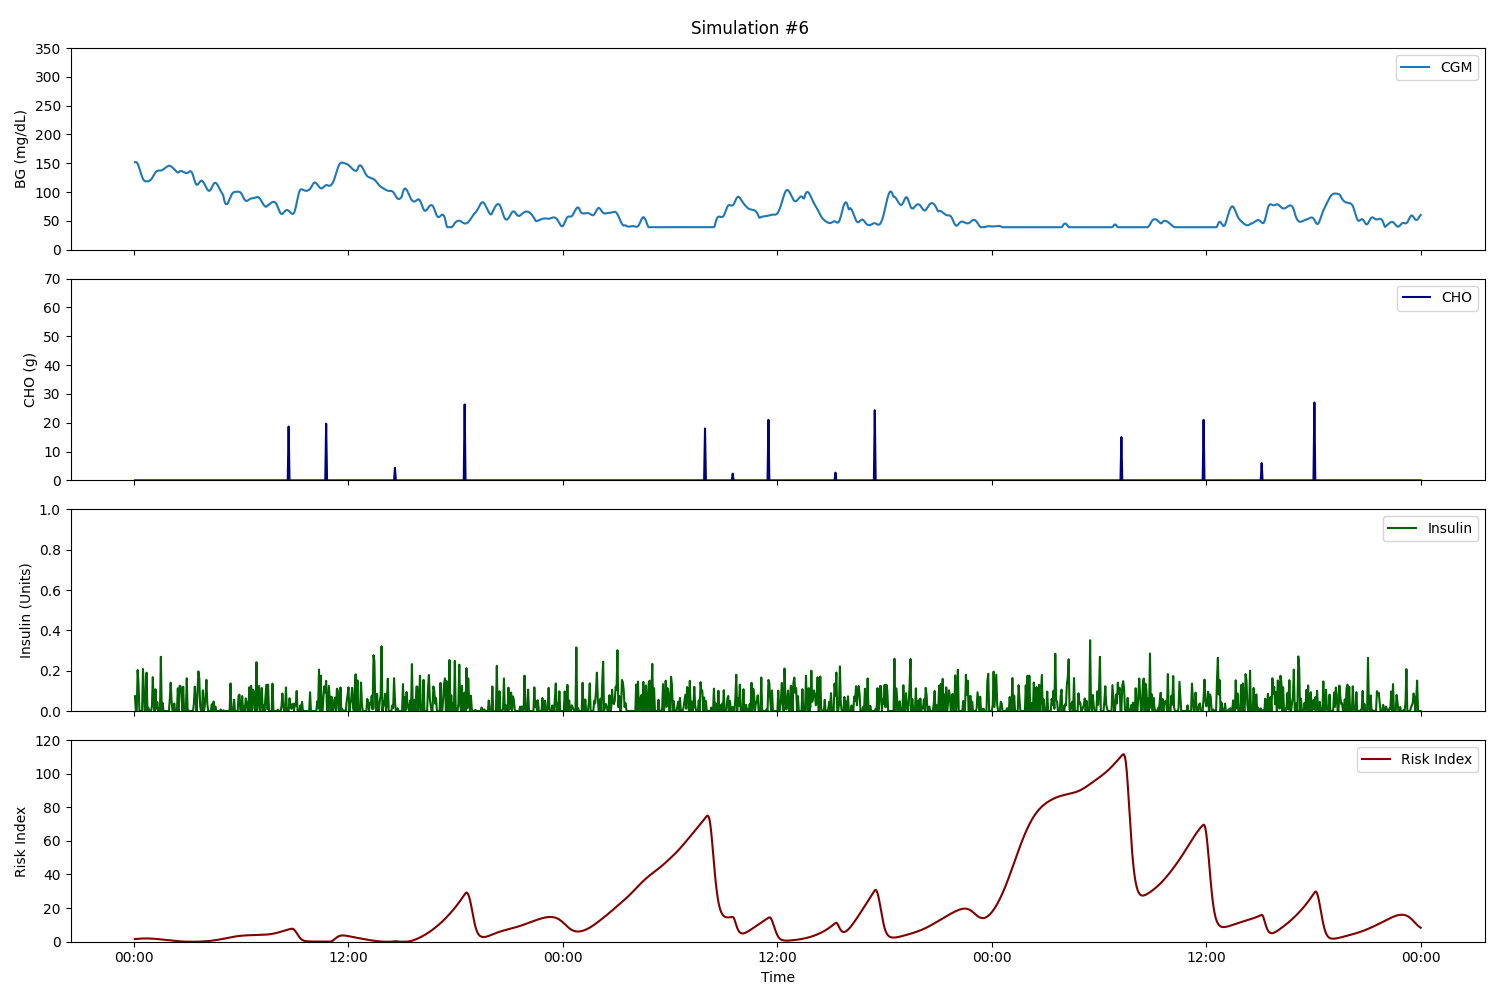 Simulation #6
350
300
250
200
150
100
50
0
BG (mg/dL)
CGM
70
60
50
40
30
20
10
0
CHO (g)
CHO
1.0
0.8
0.6
0.4
0.2
0.0
Insulin (Units)
Insulin
120
100
80
60
40
20
0
Risk Index
Risk Index
00:00 12:00 00:00 12:00 00:00 12:00 00:00
Time